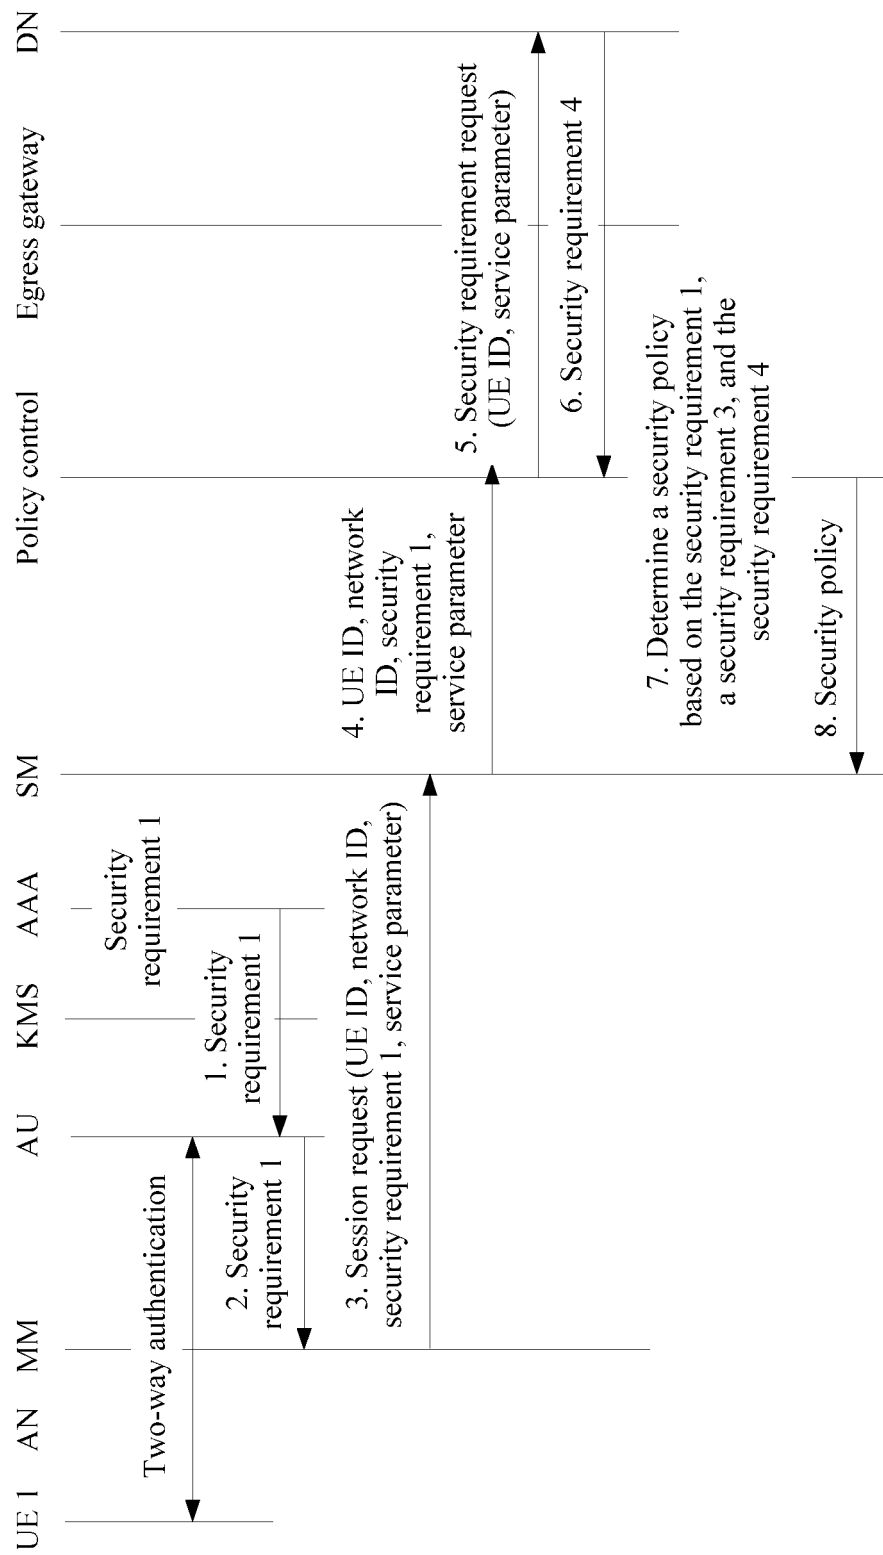 UE 1
AN
MM
AU
KMS
AAA
SM
Policy control
Egress gateway
DN
Security
requirement 1
Two-way authentication
1. Security
requirement 1
2. Security
requirement 1
3. Session request (UE ID, network ID,
security requirement 1, service parameter)
4. UE ID, network
ID, security
requirement 1,
service parameter
5. Security requirement request
(UE ID, service parameter)
6. Security requirement 4
7. Determine a security policy
based on the security requirement 1,
a security requirement 3, and the
security requirement 4
8. Security policy